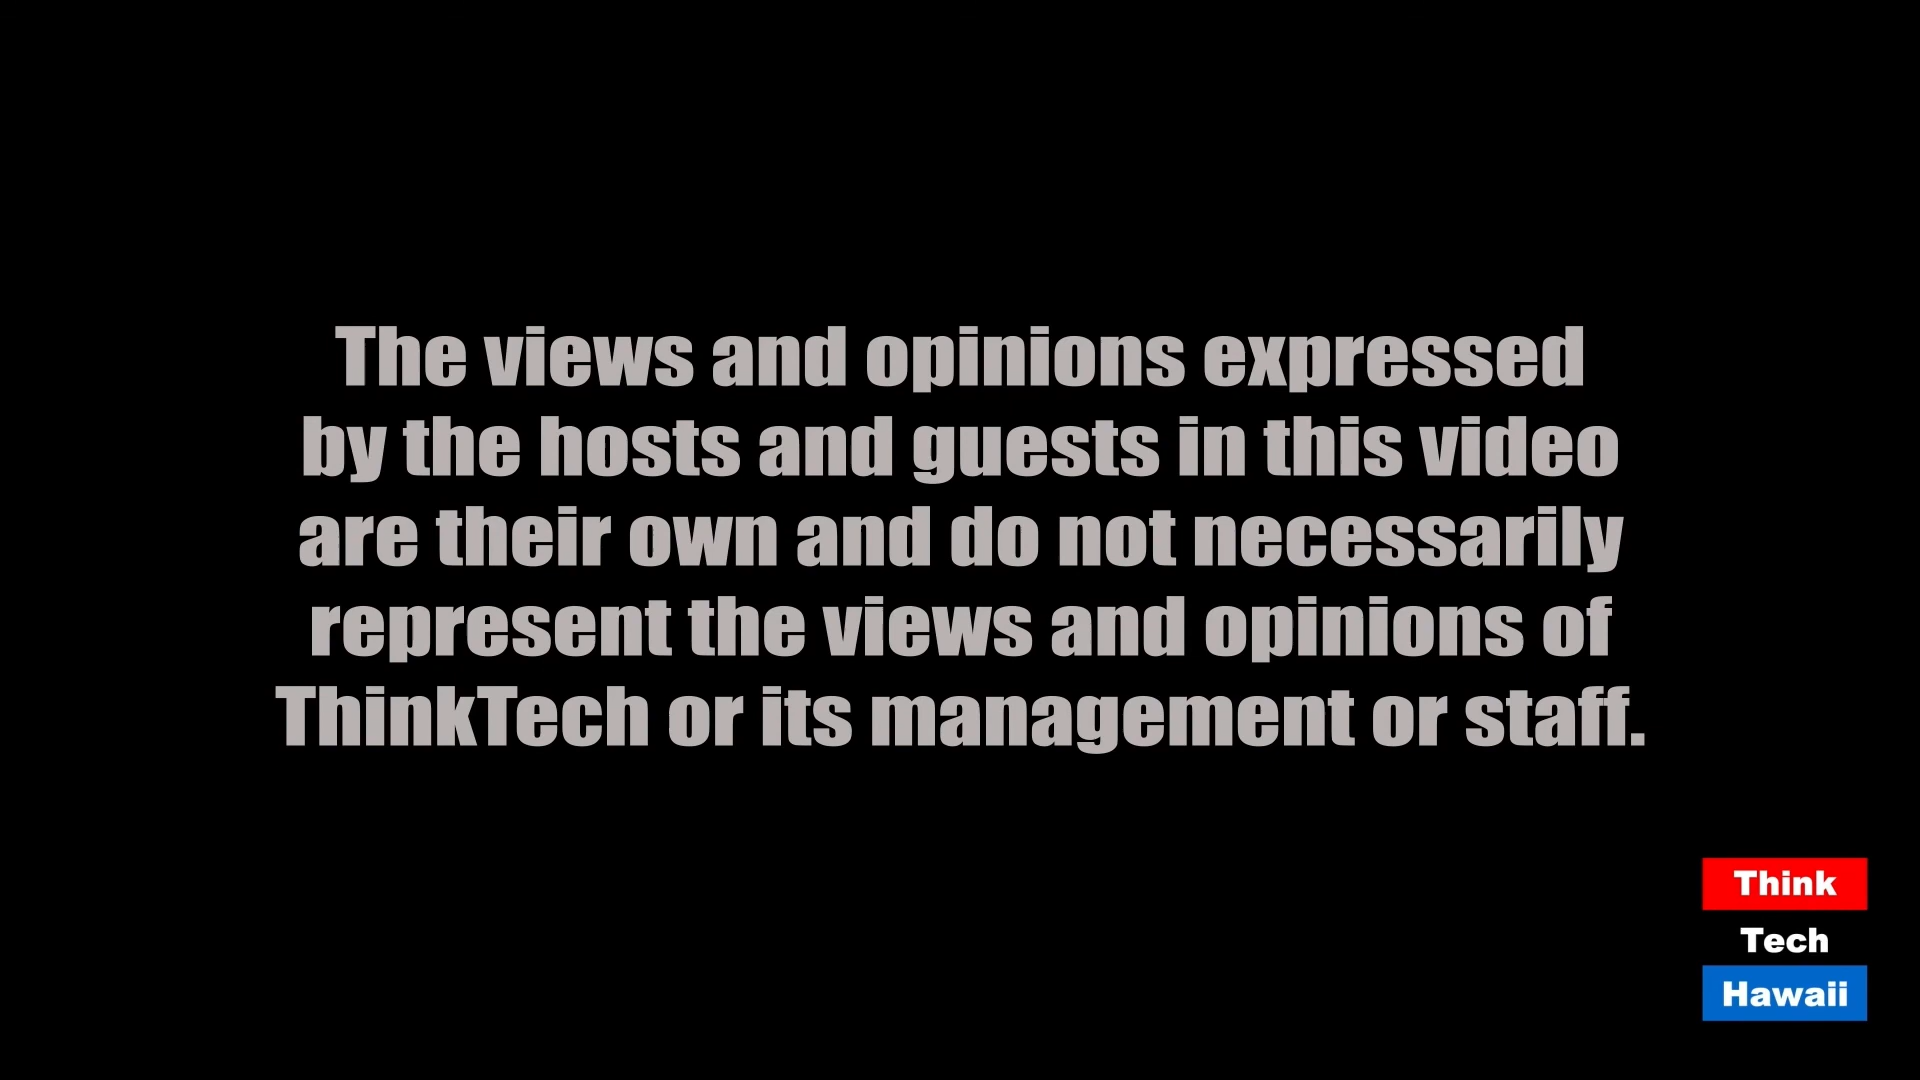 The views and opinions expressed
by the hosts and guests in this video
are their own and do not necessarily
represent the views and opinions of
ThinkTech or its management or staff.
Think
Tech
Hawaii